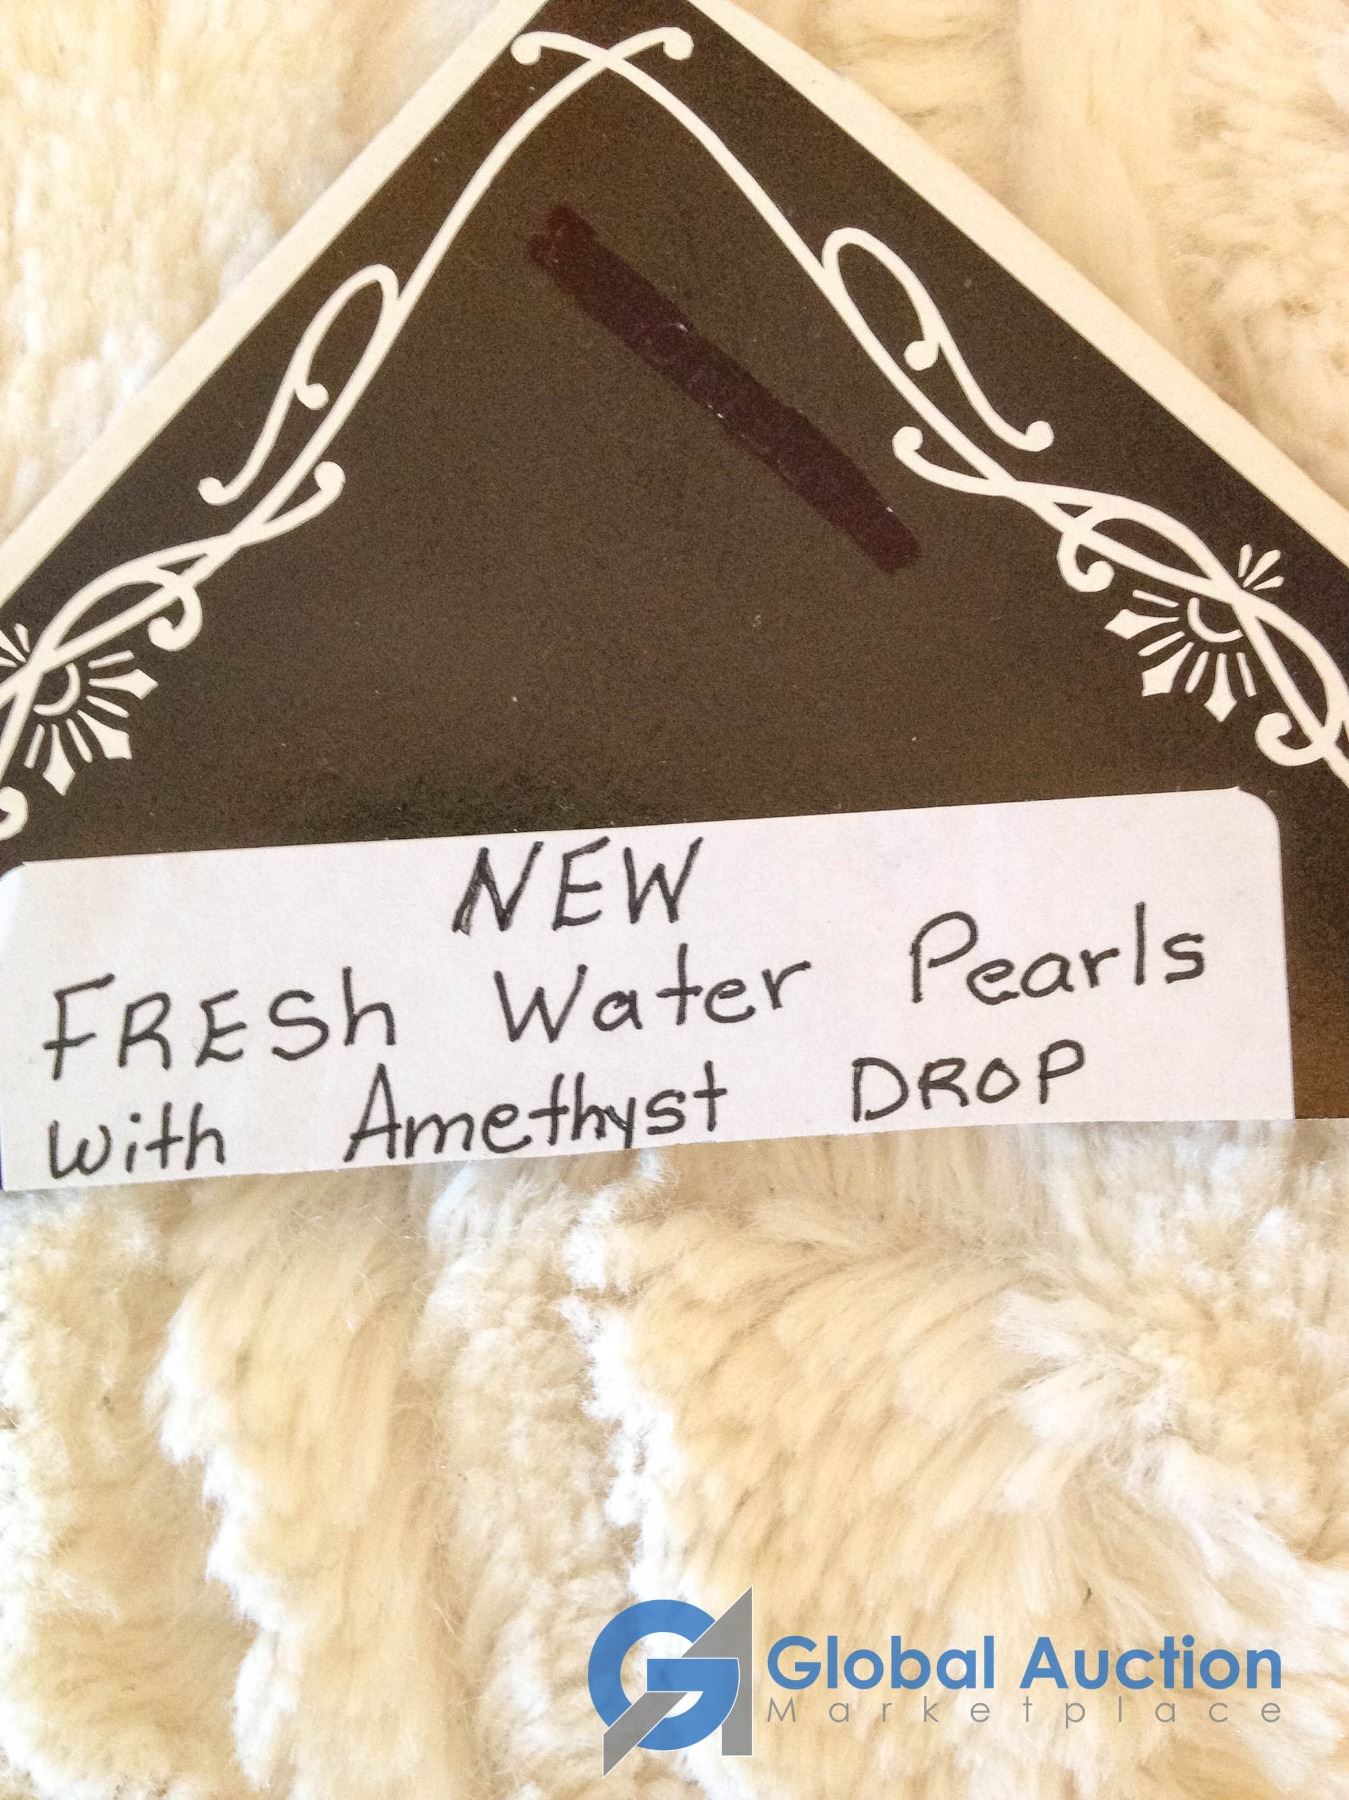 NEW
FRESh Water Pearls
with Amethyst DROP
Global Auction
Marketplace